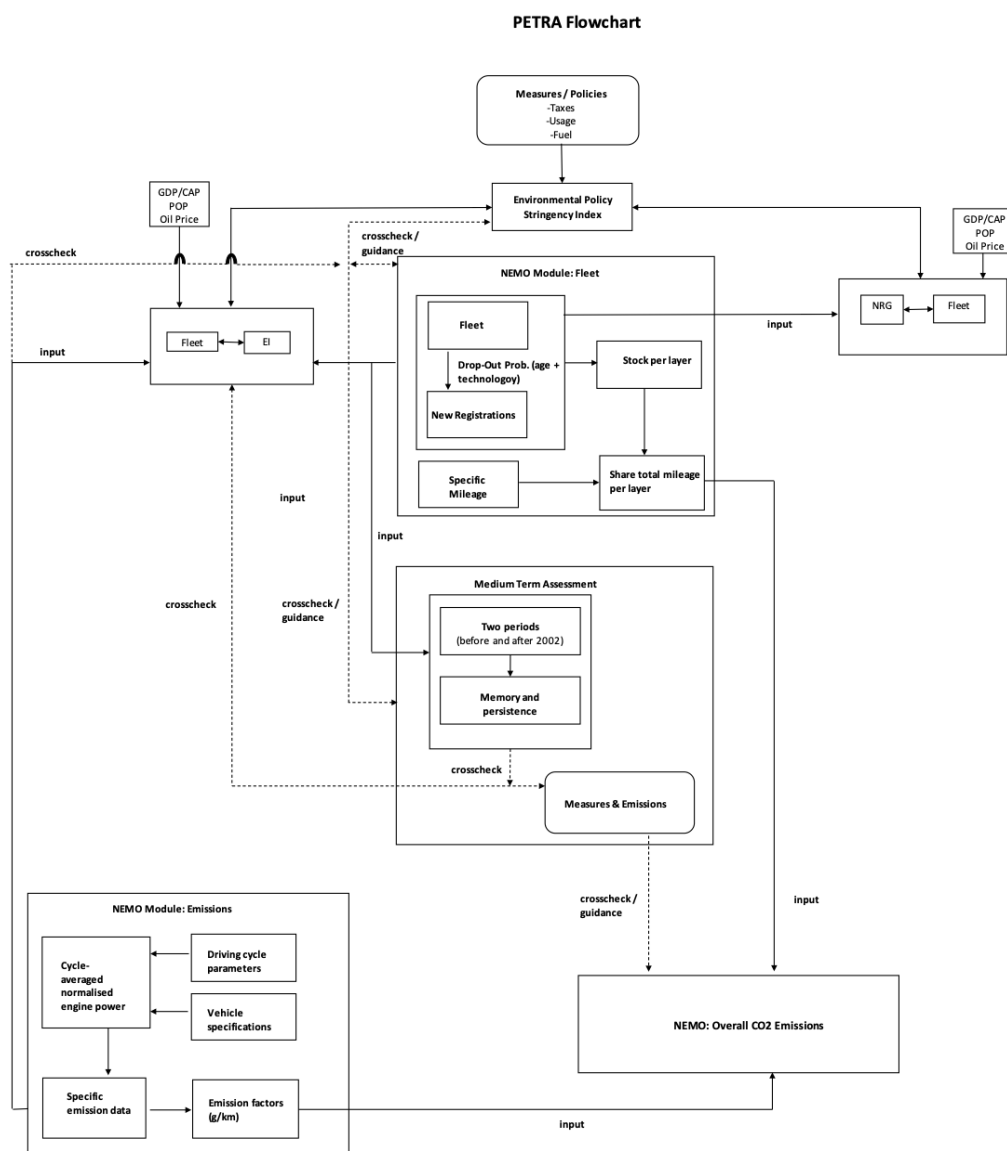 PETRA Flowchart
Measures / Policies
-Taxes
-Usage
-Fuel
GDP/CAP
POP
Oil Price
Environmental Policy
Stringency Index
GDP/CAP
POP
Oil Price
crosscheck
crosscheck /
guidance
NEMO Module: Fleet
Fleet
EI
input
Fleet
Drop-Out Prob. (age +
technologoy)
New Registrations
Stock per layer
input
NRG
Fleet
Specific
Mileage
Share total mileage
per layer
input
input
Medium Term Assessment
crosscheck
crosscheck /
guidance
Two periods
(before and after 2002)
Memory and
persistence
crosscheck
Measures & Emissions
crosscheck /
guidance
input
NEMO Module: Emissions
Cycle-
averaged
normalised
engine power
Driving cycle
parameters
Vehicle
specifications
Specific
emission data
Emission factors
(g/km)
NEMO: Overall CO2 Emissions
input